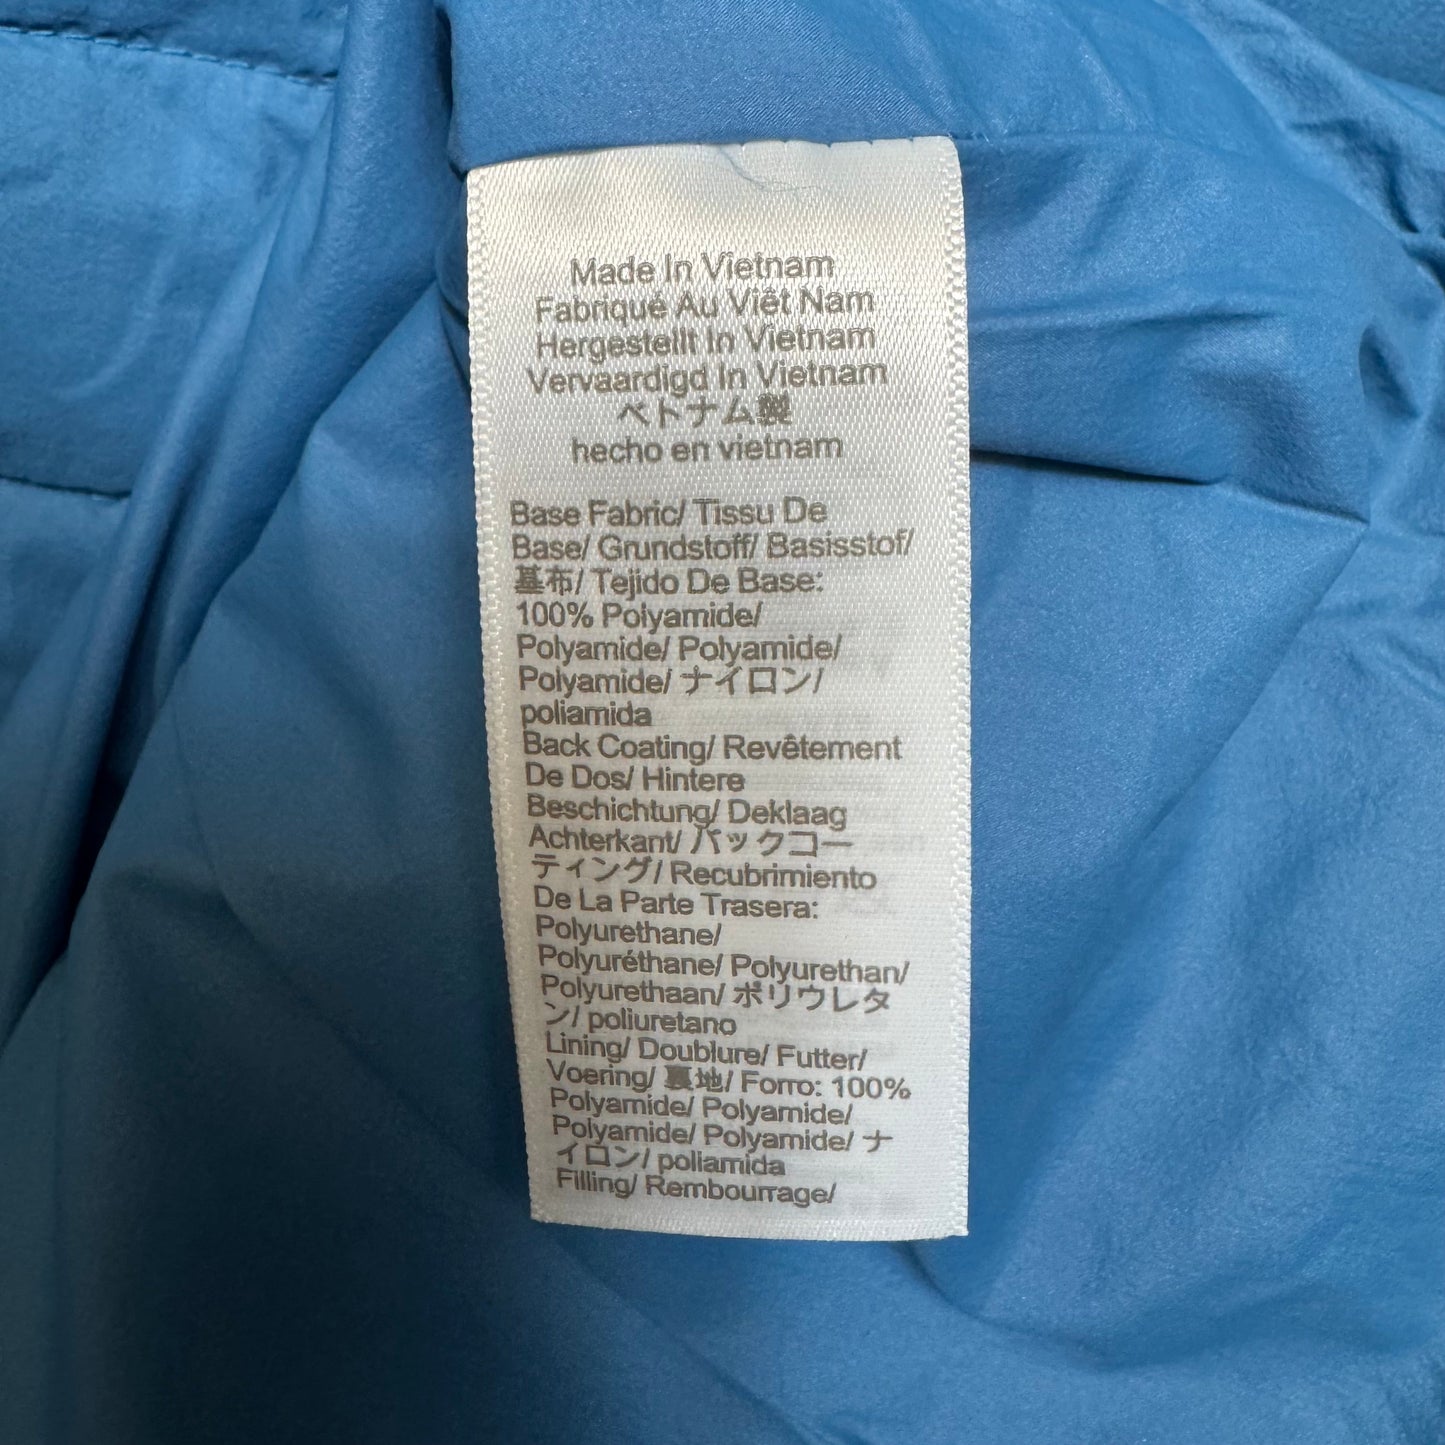 Made In Vietnam
Fabriqué Au Viêt Nam
Hergestellt In Vietnam
Vervaardigd In Vietnam
ベトナム製
hecho en vietnam
Base Fabric/ Tissu De
Base/ Grundstoff/ Basisstof/
基布/ Tejido De Base:
100% Polyamide/
Polyamide/ Polyamide/
Polyamide/ ナイロン/
poliamida
Back Coating/ Revêtement
De Dos/ Hintere
Beschichtung/ Deklaag
Achterkant/ バックコー
ティング/ Recubrimiento
De La Parte Trasera:
Polyurethane/
Polyuréthane/ Polyurethan/
Polyurethaan/ ポリウレタ
ン/ poliuretano
Lining/ Doublure/ Futter/
Voering/ 裏地/ Forro: 100%
Polyamide/ Polyamide/
Polyamide/ Polyamide/ ナ
イロン/ poliamida
Filling/ Rembourrage/